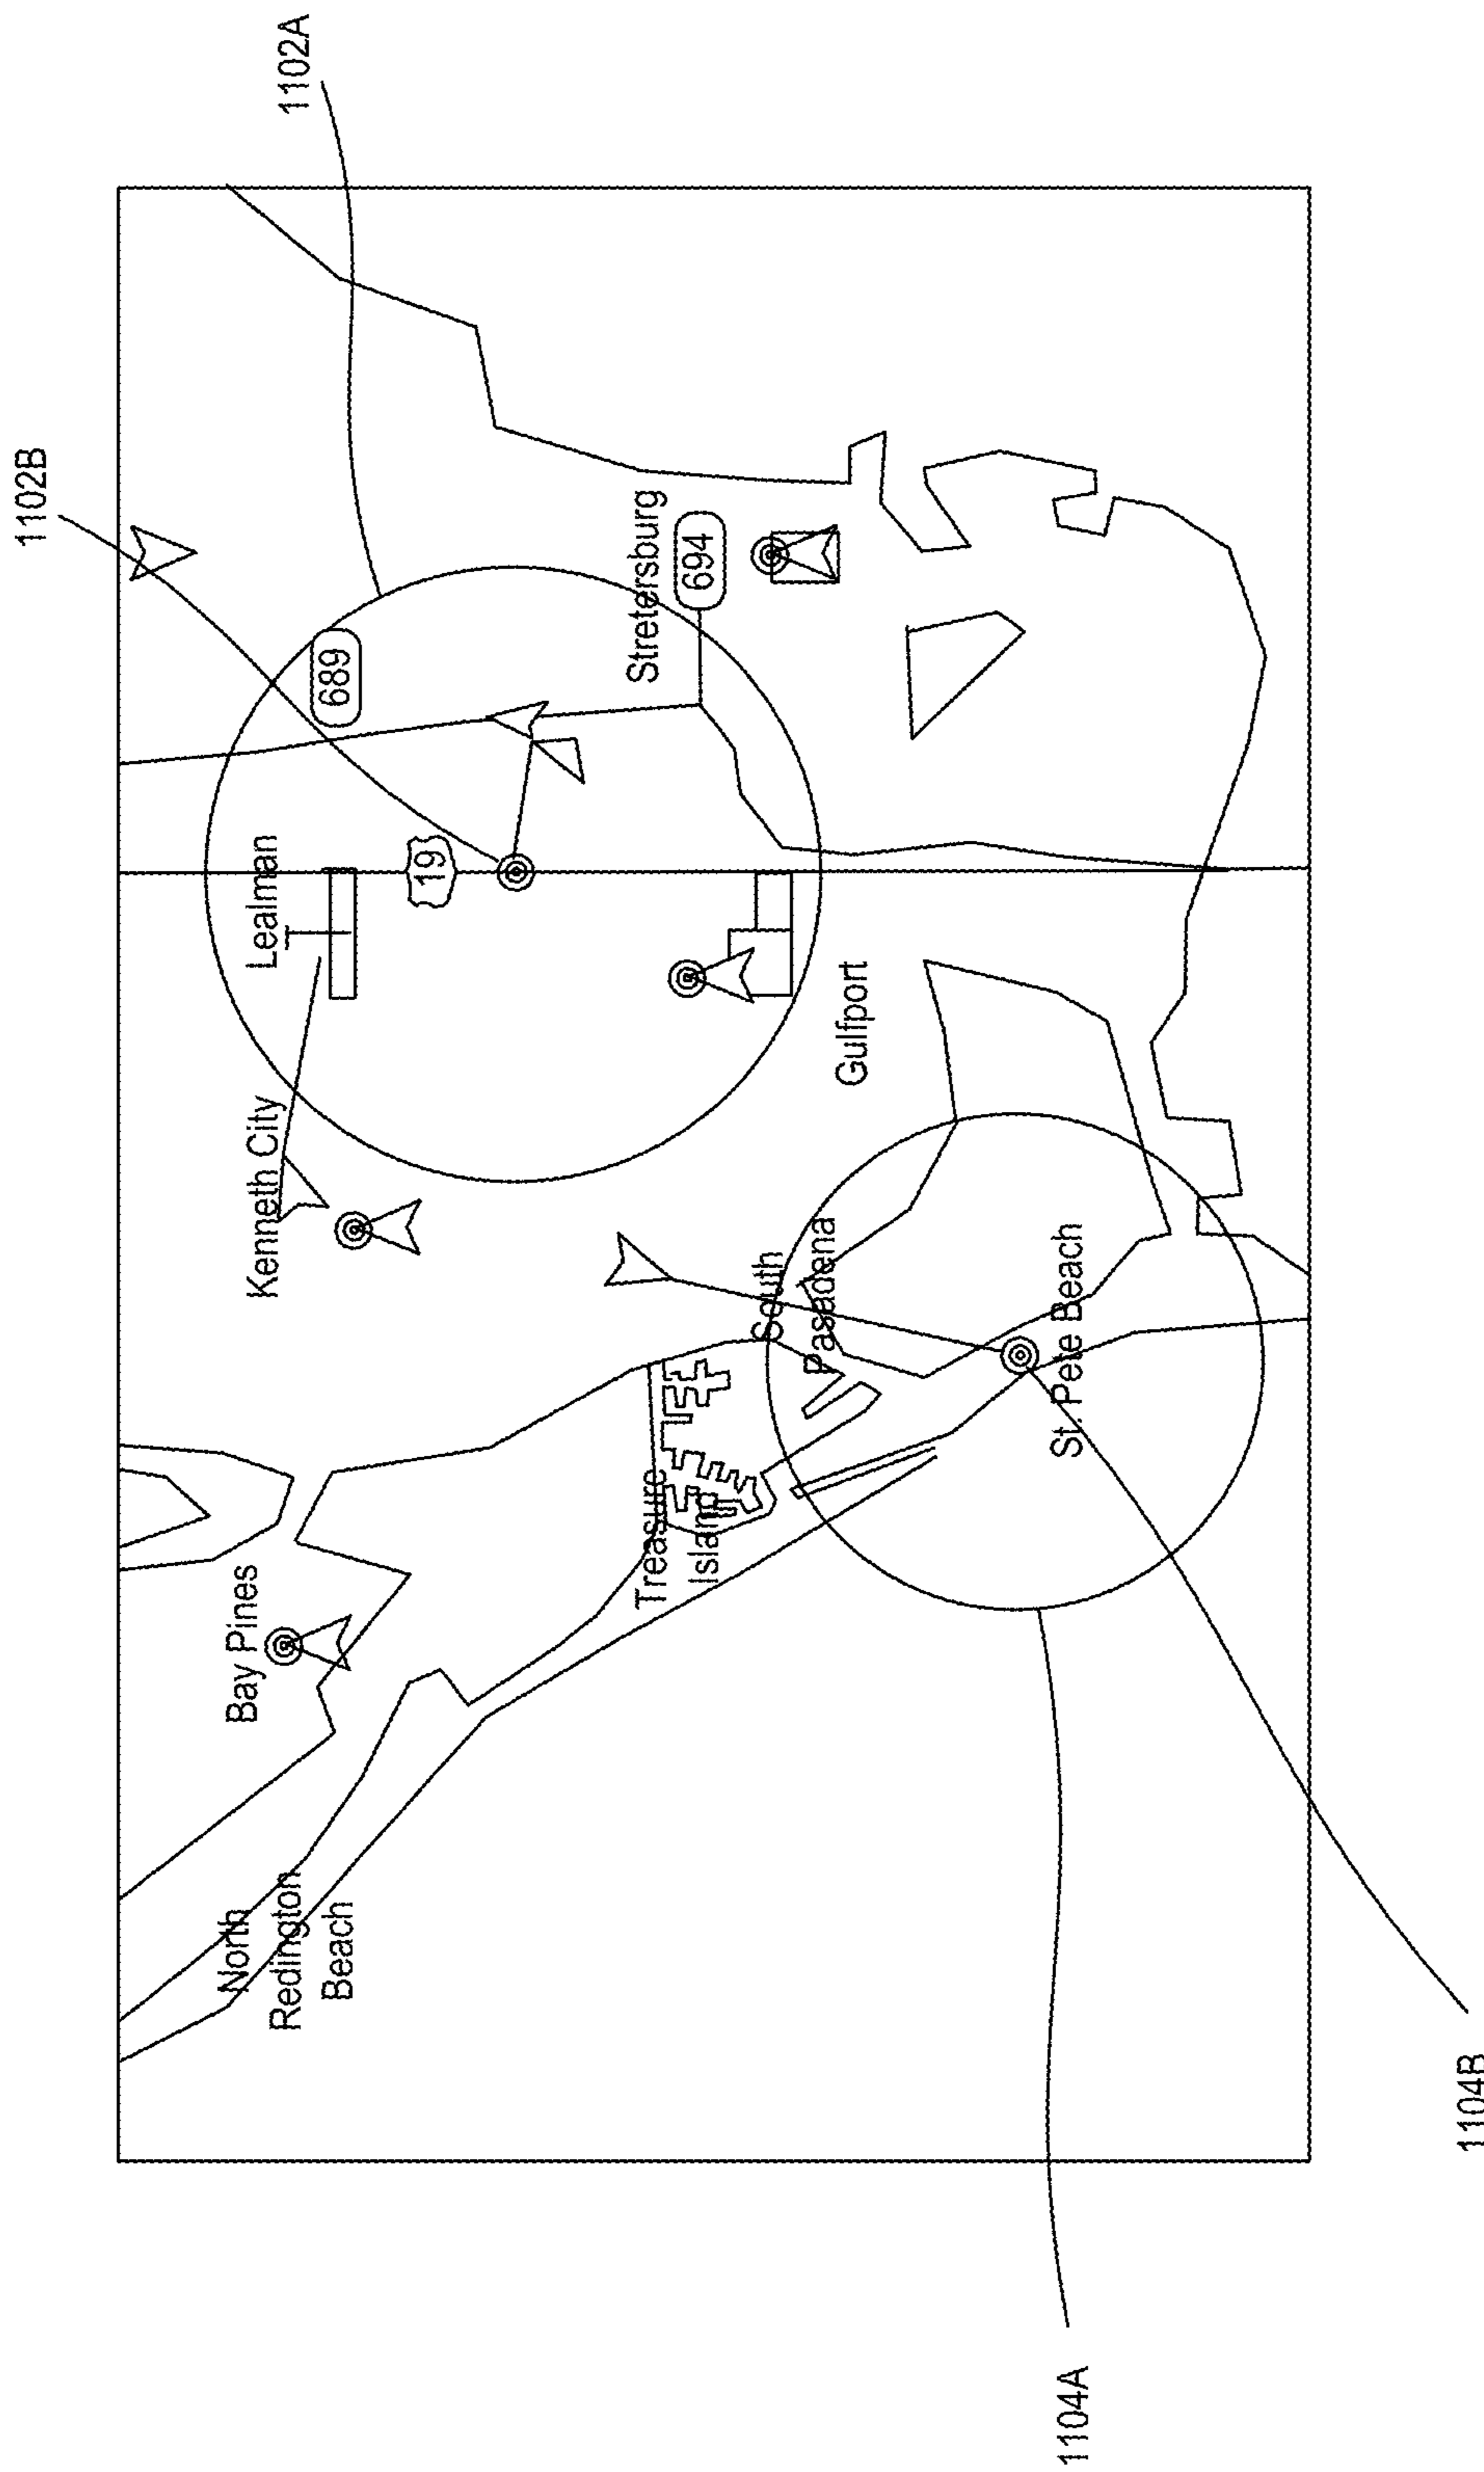 1102B
1102A
Lealman
689
19
Kenneth City
Bay Pines
North
Redington
Beach
Stretersburg
694
Treasure
Island
South
Pasadena
Gulfport
St. Pete Beach
1104A
1104B